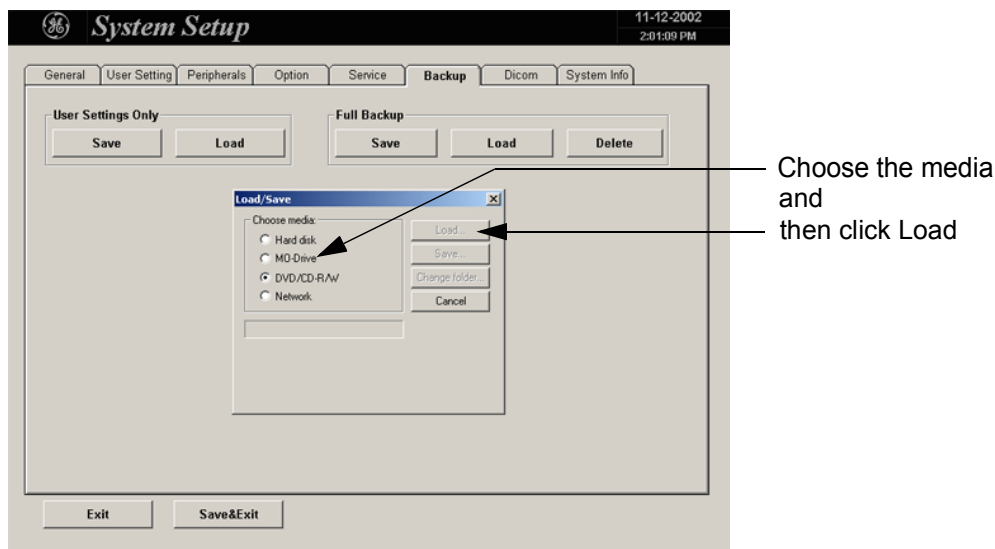 System Setup
11-12-2002
2:01:09 PM
General User Setting Peripherals Option Service Backup Dicom System Info
User Settings Only
Save Load
Full Backup
Save Load Delete
Load/Save
Choose media:
Hard disk
MO-Drive
DVD/CD-R/W
Network
Load...
Save...
Change folder...
Cancel
Choose the media
and
then click Load
Exit Save&Exit